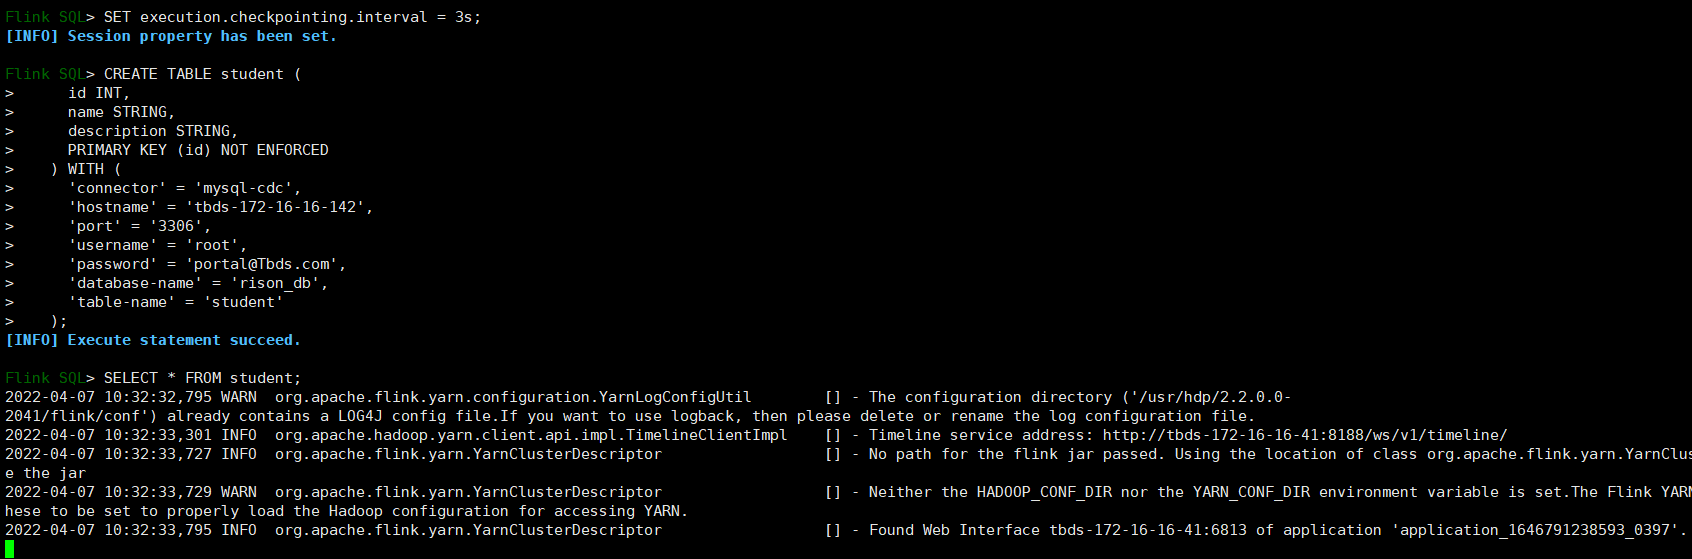 Flink SQL> SET execution.checkpointing.interval = 3s;
[INFO] Session property has been set.
Flink SQL> CREATE TABLE student (
>      id INT,
>      name STRING,
>      description STRING,
>      PRIMARY KEY (id) NOT ENFORCED
>    ) WITH (
>      'connector' = 'mysql-cdc',
>      'hostname' = 'tbds-172-16-16-142',
>      'port' = '3306',
>      'username' = 'root',
>      'password' = 'portal@Tbds.com',
>      'database-name' = 'rison_db',
>      'table-name' = 'student'
>    );
[INFO] Execute statement succeed.
Flink SQL> SELECT * FROM student;
2022-04-07 10:32:32,795 WARN  org.apache.flink.yarn.configuration.YarnLogConfigUtil        [] - The configuration directory ('/usr/hdp/2.2.0.0-
2041/flink/conf') already contains a LOG4J config file.If you want to use logback, then please delete or rename the log configuration file.
2022-04-07 10:32:33,301 INFO  org.apache.hadoop.yarn.client.api.impl.TimelineClientImpl    [] - Timeline service address: http://tbds-172-16-16-41:8188/ws/v1/timeline/
2022-04-07 10:32:33,727 INFO  org.apache.flink.yarn.YarnClusterDescriptor                  [] - No path for the flink jar passed. Using the location of class org.apache.flink.yarn.YarnClus
e the jar
2022-04-07 10:32:33,729 WARN  org.apache.flink.yarn.YarnClusterDescriptor                  [] - Neither the HADOOP_CONF_DIR nor the YARN_CONF_DIR environment variable is set.The Flink YARN
hese to be set to properly load the Hadoop configuration for accessing YARN.
2022-04-07 10:32:33,795 INFO  org.apache.flink.yarn.YarnClusterDescriptor                  [] - Found Web Interface tbds-172-16-16-41:6813 of application 'application_1646791238593_0397'.